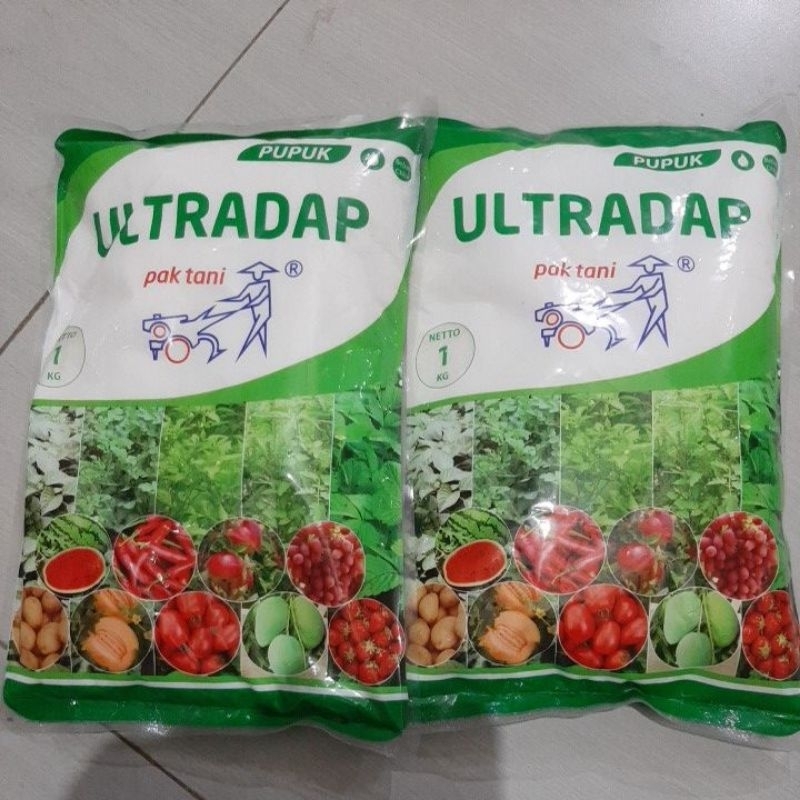 PUPUK
ULTRADAP
pak tani ®
NETTO
1
KG
PUPUK
ULTRADAP
pak tani ®
NETTO
1
KG